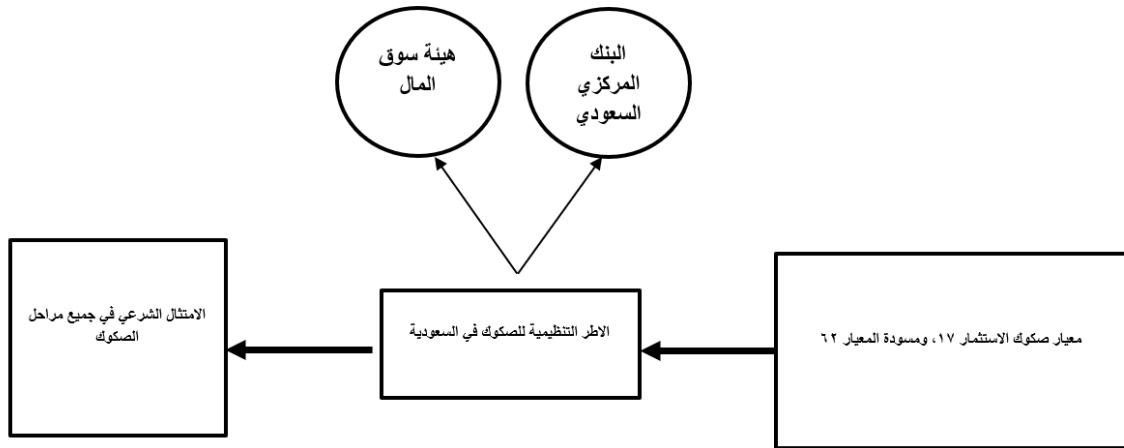 البنك
المركزي
السعودي
هيئة سوق
المال
معيار صكوك الاستثمار ١٧، ومسودة المعيار ٦٢
الاطر التنظيمية للصكوك في السعودية
الامتثال الشرعي في جميع مراحل
الصكوك